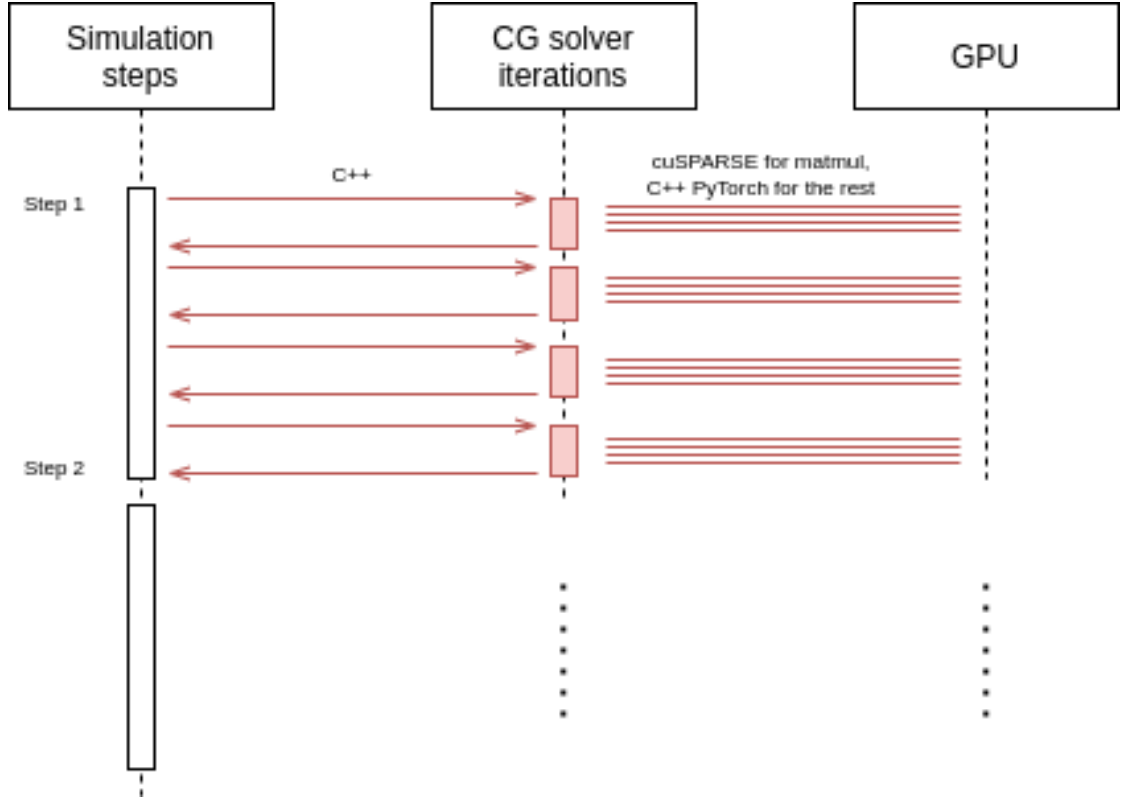 Simulation
steps
CG solver
iterations
GPU
cuSPARSE for matmul,
C++ PyTorch for the rest
C++
Step 1
Step 2